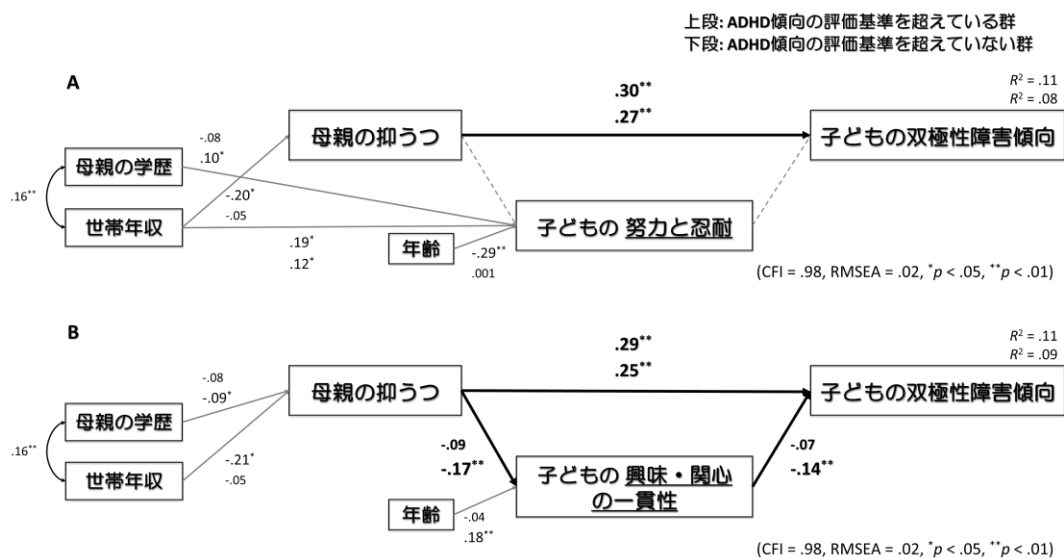 上段: ADHD傾向の評価基準を超えている群
下段: ADHD傾向の評価基準を超えていない群
A
R² = .11
R² = .08
.30**
.27**
母親の抑うつ
子どもの双極性障害傾向
-.08
.10*
母親の学歴
.16**
-.20*
-.05
世帯年収
子どもの 努力と忍耐
.19*
.12*
年齢
-.29**
.001
(CFI = .98, RMSEA = .02, *p < .05, **p < .01)
B
R² = .11
R² = .09
.29**
.25**
母親の抑うつ
子どもの双極性障害傾向
-.08
-.09*
母親の学歴
.16**
-.21*
-.05
世帯年収
-.09
-.17**
-.07
-.14**
子どもの 興味・関心
の一貫性
年齢
-.04
.18**
(CFI = .98, RMSEA = .02, *p < .05, **p < .01)